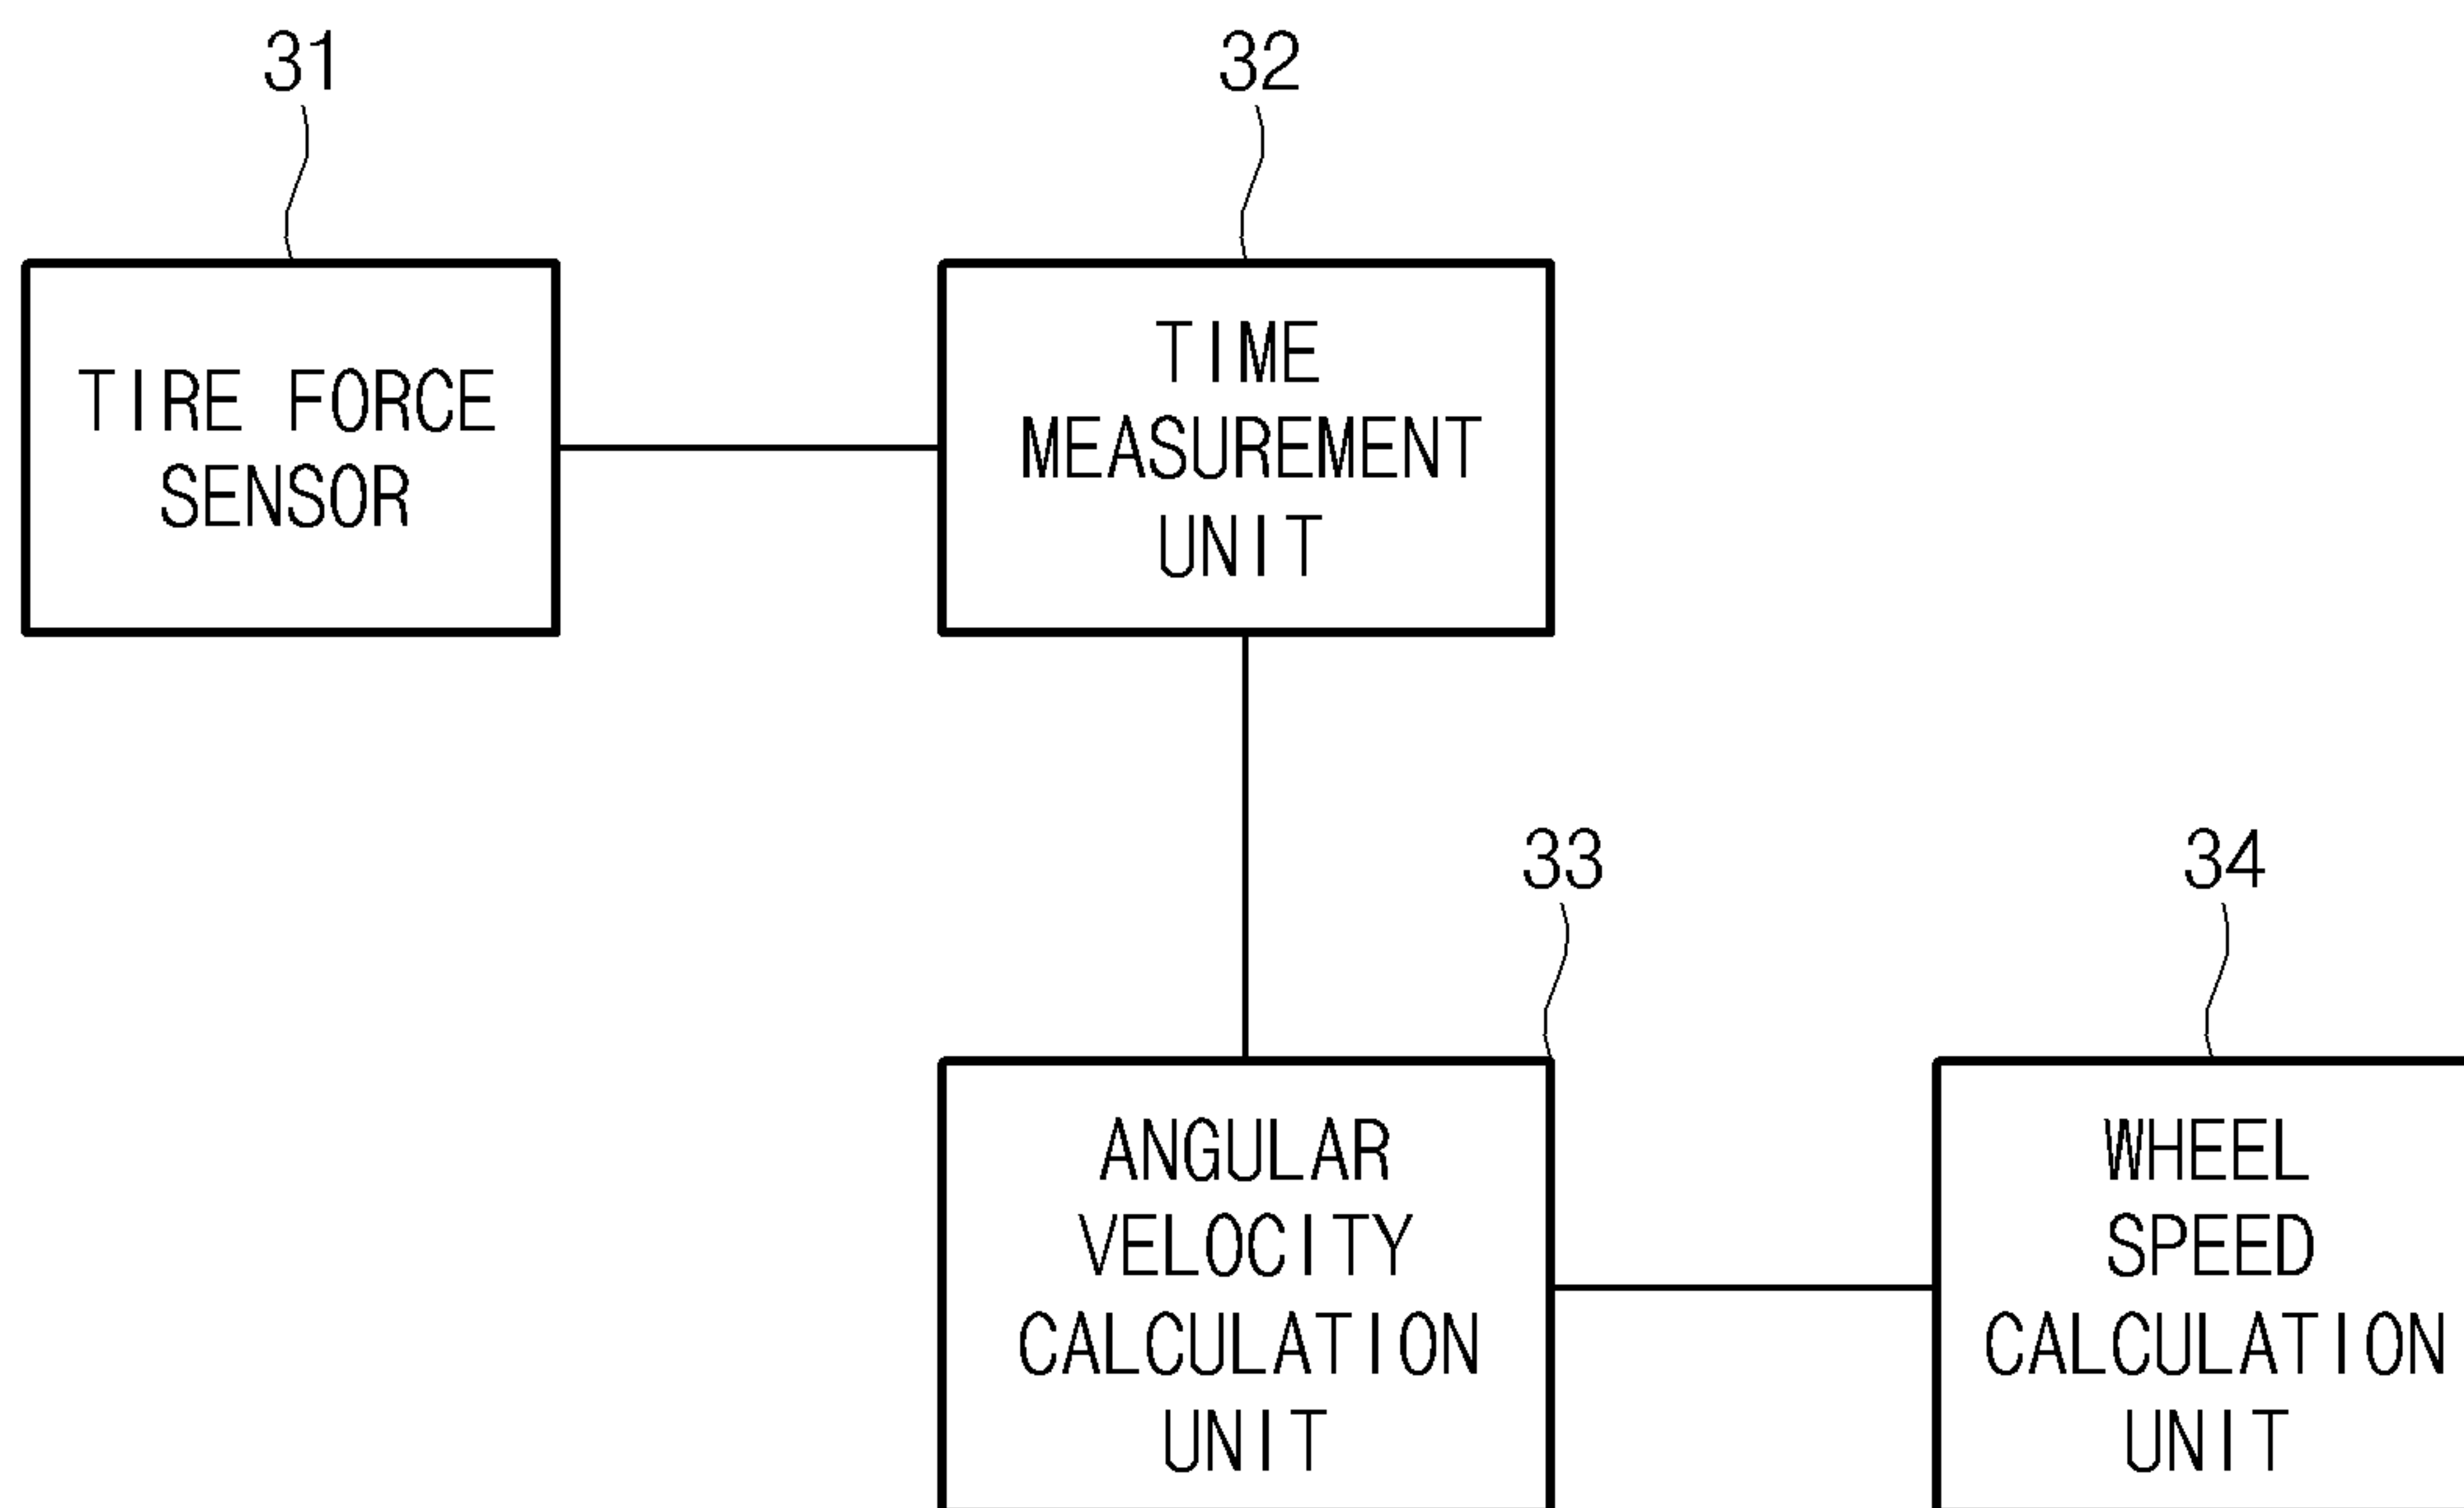 31
32
TIRE FORCE
SENSOR
TIME
MEASUREMENT
UNIT
33
34
ANGULAR
VELOCITY
CALCULATION
UNIT
WHEEL
SPEED
CALCULATION
UNIT